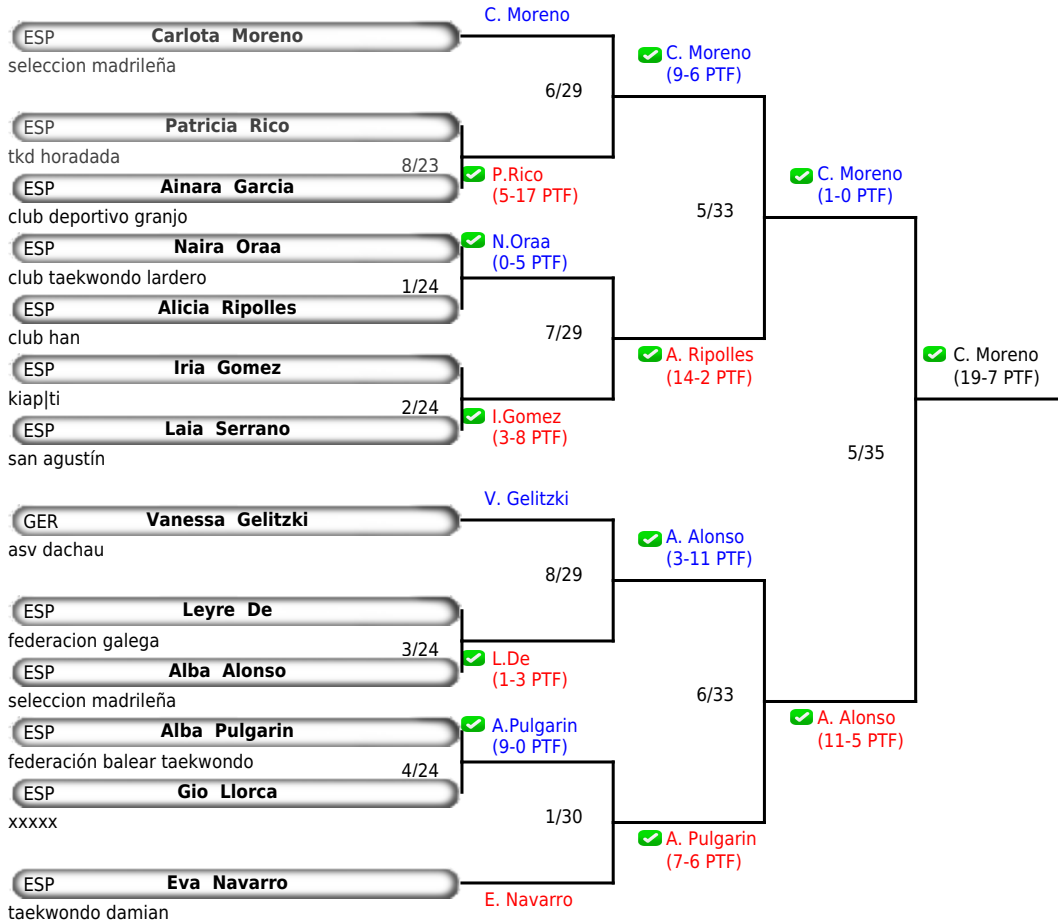 C. Moreno
ESP Carlota Moreno
seleccion madrileña
C. Moreno
(9-6 PTF)
6/29
ESP Patricia Rico
tkd horadada
8/23
P.Rico
(5-17 PTF)
C. Moreno
(1-0 PTF)
ESP Ainara Garcia
club deportivo granjo
5/33
ESP Naira Oraa
N.Oraa
(0-5 PTF)
club taekwondo lardero
1/24
ESP Alicia Ripolles
club han
7/29
A. Ripolles
(14-2 PTF)
C. Moreno
(19-7 PTF)
ESP Iria Gomez
kiap|ti
2/24
I.Gomez
(3-8 PTF)
ESP Laia Serrano
san agustín
5/35
V. Gelitzki
GER Vanessa Gelitzki
asv dachau
A. Alonso
(3-11 PTF)
8/29
ESP Leyre De
federacion galega
3/24
L.De
(1-3 PTF)
ESP Alba Alonso
seleccion madrileña
6/33
A. Alonso
(11-5 PTF)
ESP Alba Pulgarin
A.Pulgarin
(9-0 PTF)
federación balear taekwondo
4/24
ESP Gio Llorca
xxxxx
1/30
A. Pulgarin
(7-6 PTF)
ESP Eva Navarro
E. Navarro
taekwondo damian